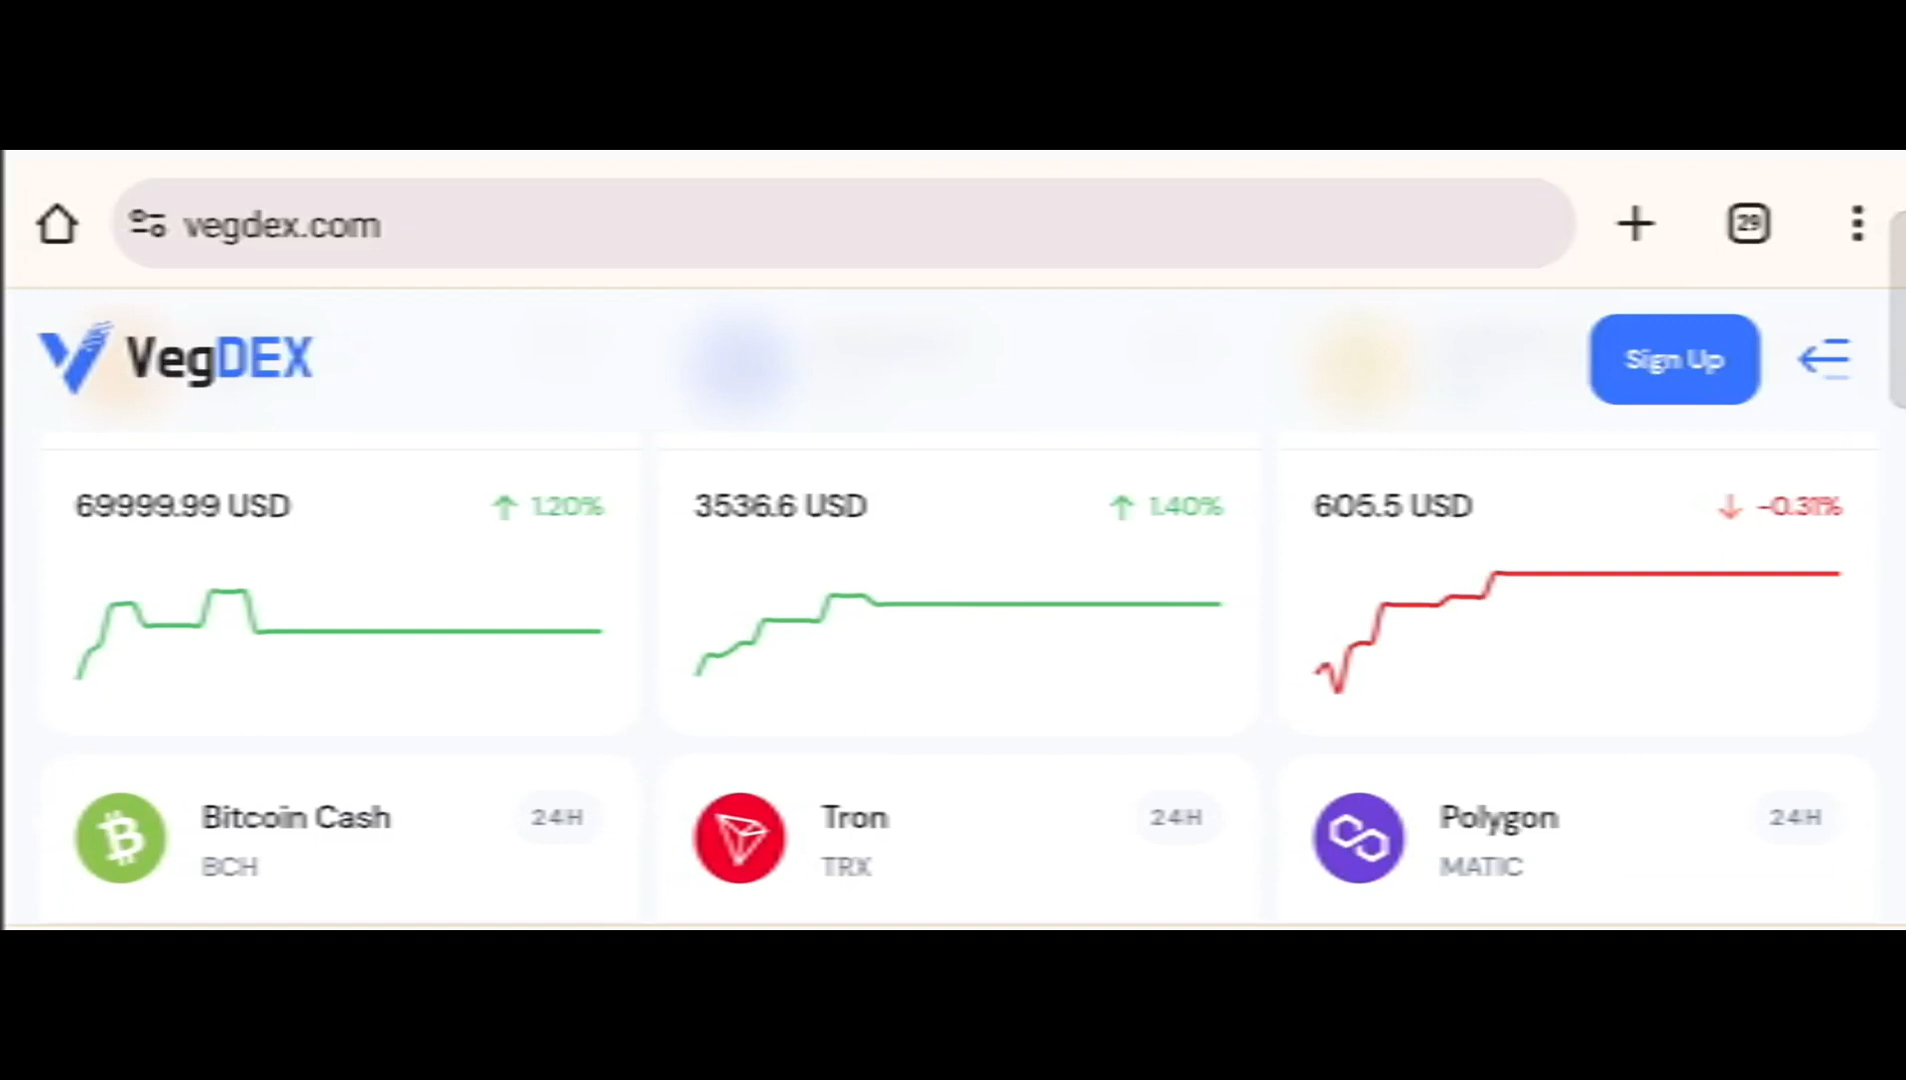 vegdex.com
29
VegDEX
Sign Up
69999.99 USD
1.20%
3536.6 USD
1.40%
605.5 USD
-0.31%
Bitcoin Cash
24H
BCH
Tron
24H
TRX
Polygon
24H
MATIC